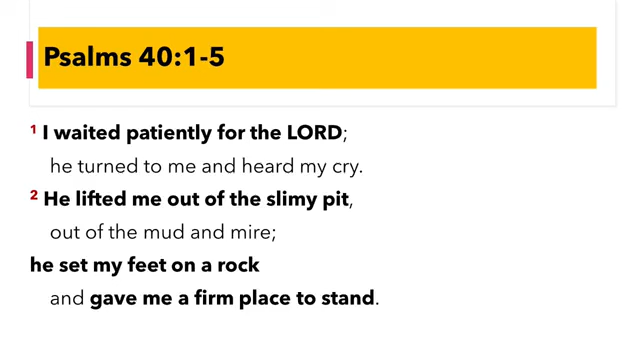 Psalms 40:1-5
1 I waited patiently for the LORD;
he turned to me and heard my cry.
2 He lifted me out of the slimy pit,
out of the mud and mire;
he set my feet on a rock
and gave me a firm place to stand.